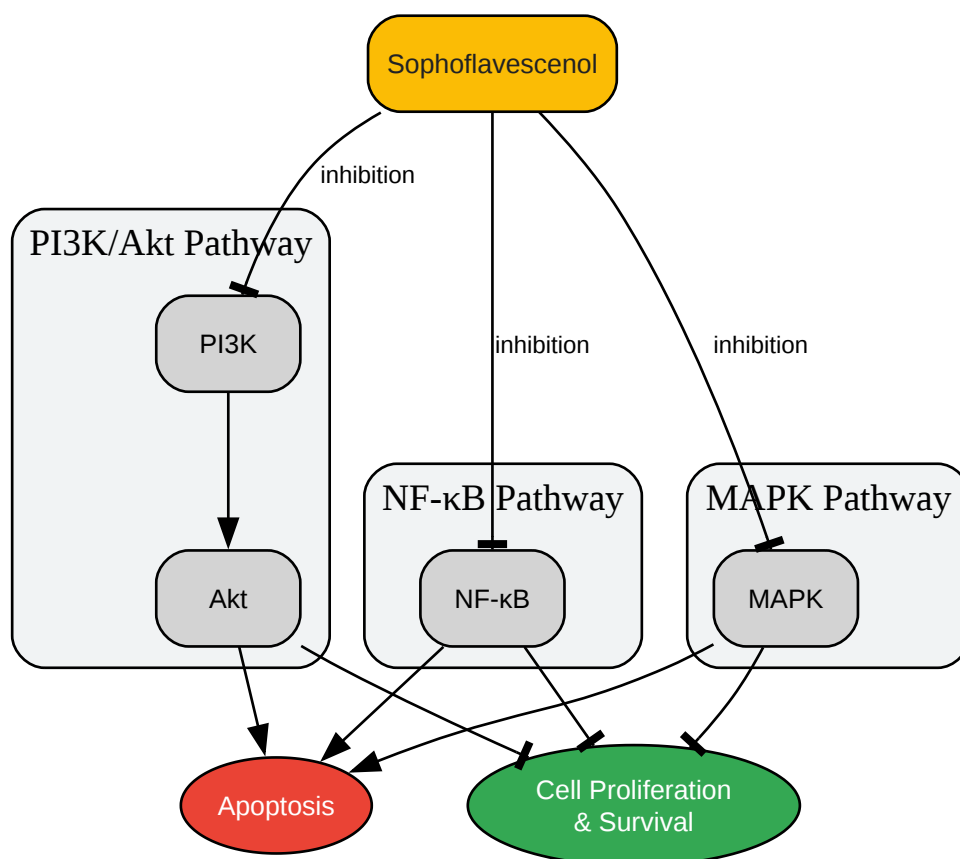 Sophoflavescenol
inhibition
PI3K/Akt Pathway
PI3K
inhibition
inhibition
NF-κB Pathway
MAPK Pathway
Akt
NF-κB
MAPK
Apoptosis
Cell Proliferation
& Survival